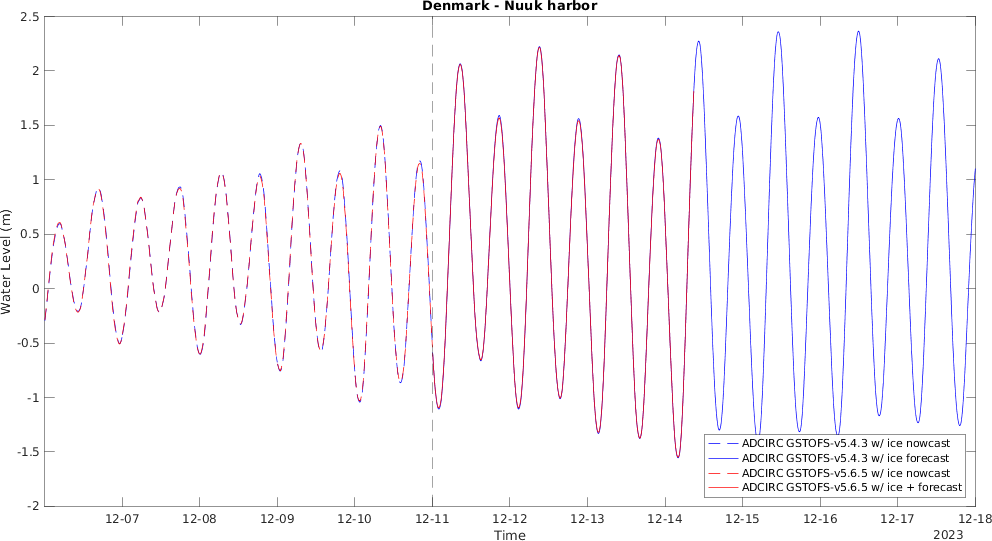 Denmark - Nuuk harbor
2.5
2
1.5
1
0.5
0
-0.5
-1
-1.5
-2
Water Level (m)
12-07 12-08 12-09 12-10 12-11 12-12 12-13 12-14 12-15 12-16 12-17 12-18
Time
2023
ADCIRC GSTOFS-v5.4.3 w/ ice nowcast
ADCIRC GSTOFS-v5.4.3 w/ ice forecast
ADCIRC GSTOFS-v5.6.5 w/ ice nowcast
ADCIRC GSTOFS-v5.6.5 w/ ice + forecast